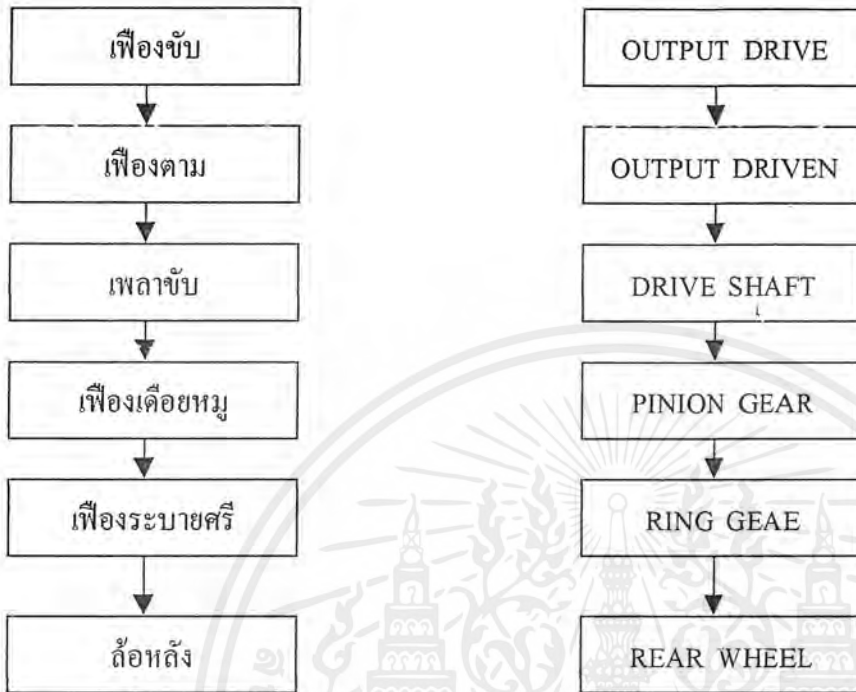 เฟืองขับ
OUTPUT DRIVE
เฟืองตาม
OUTPUT DRIVEN
เพลาขับ
DRIVE SHAFT
เฟืองเดือยหมู
PINION GEAR
เฟืองระบายศรี
RING GEAE
ล้อหลัง
REAR WHEEL